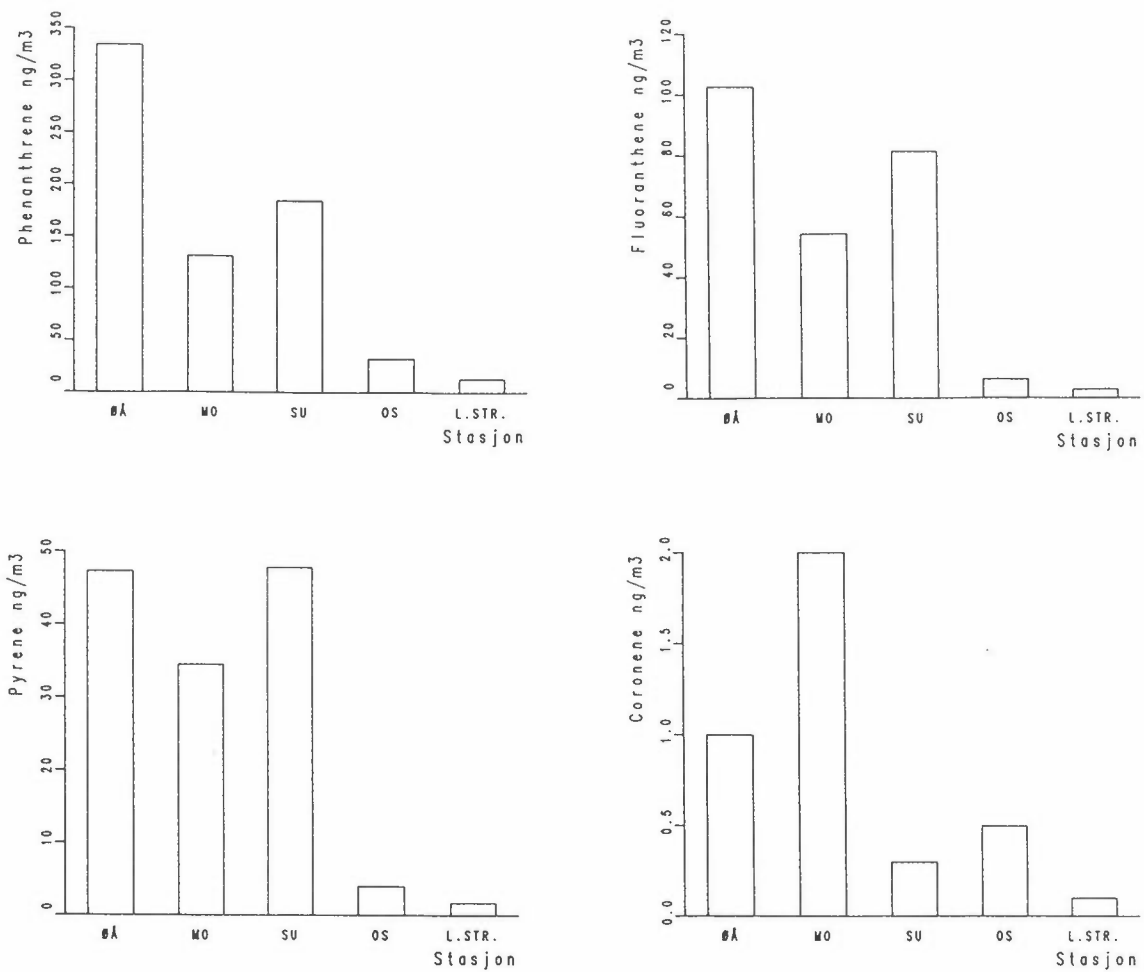 Phenanthrene ng/m3
350
300
250
200
150
100
50
0
ØÅ MO SU OS L.STR.
Stasjon
Fluoranthene ng/m3
120
100
80
60
40
20
0
ØÅ MO SU OS L.STR.
Stasjon
Pyrene ng/m3
50
40
30
20
10
0
ØÅ MO SU OS L.STR.
Stasjon
Coronene ng/m3
2.0
1.5
1.0
0.5
0.0
ØÅ MO SU OS L.STR.
Stasjon